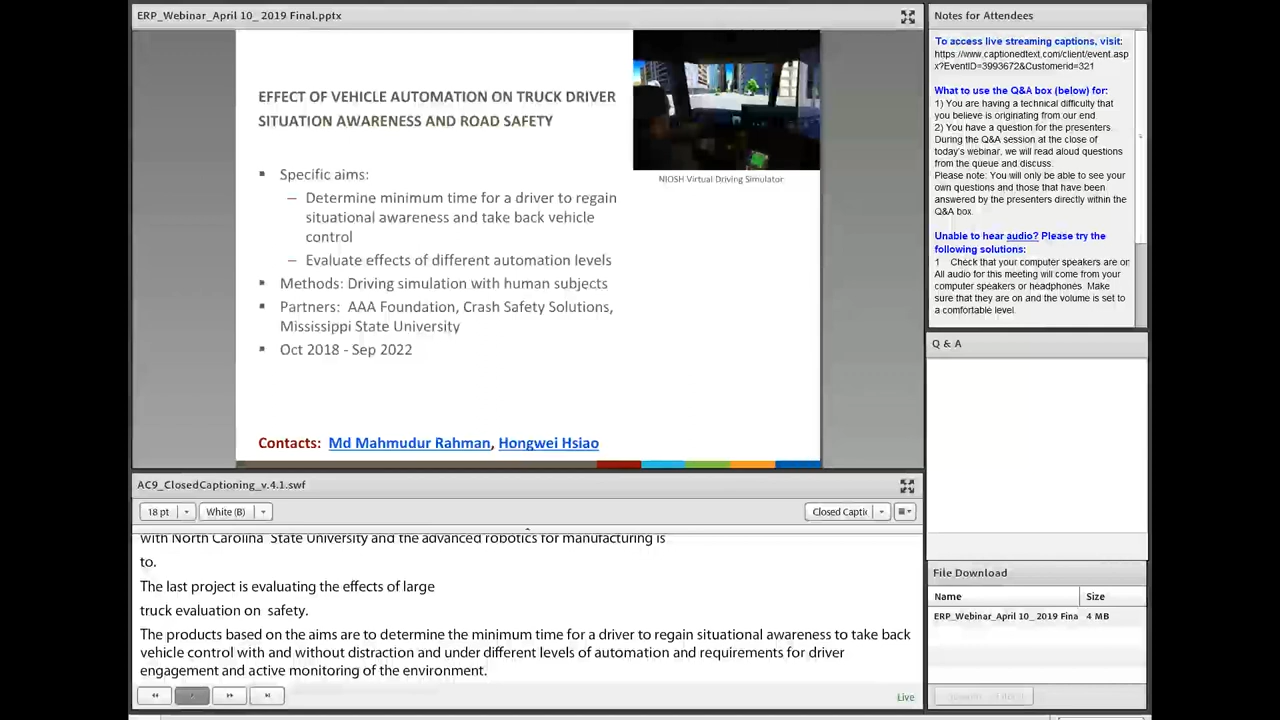 ERP_Webinar_April 10_ 2019 Final.pptx
EFFECT OF VEHICLE AUTOMATION ON TRUCK DRIVER
SITUATION AWARENESS AND ROAD SAFETY
NIOSH Virtual Driving Simulator
▪ Specific aims:
– Determine minimum time for a driver to regain
situational awareness and take back vehicle
control
– Evaluate effects of different automation levels
▪ Methods: Driving simulation with human subjects
▪ Partners: AAA Foundation, Crash Safety Solutions,
Mississippi State University
▪ Oct 2018 - Sep 2022
Contacts: Md Mahmudur Rahman, Hongwei Hsiao
AC9_ClosedCaptioning_v.4.1.swf
18 pt
White (B)
Closed Capti
with North Carolina State University and the advanced robotics for manufacturing is
to.
The last project is evaluating the effects of large
truck evaluation on safety.
The products based on the aims are to determine the minimum time for a driver to regain situational awareness to take back
vehicle control with and without distraction and under different levels of automation and requirements for driver
engagement and active monitoring of the environment.
Live
Notes for Attendees
To access live streaming captions, visit:
https://www.captionedtext.com/client/event.asp
x?EventID=3993672&Customerid=321
What to use the Q&A box (below) for:
1) You are having a technical difficulty that
you believe is originating from our end
2) You have a question for the presenters.
During the Q&A session at the close of
today's webinar, we will read aloud questions
from the queue and discuss.
Please note: You will only be able to see your
own questions and those that have been
answered by the presenters directly within the
Q&A box.
Unable to hear audio? Please try the
following solutions:
1 Check that your computer speakers are on
All audio for this meeting will come from your
computer speakers or headphones. Make
sure that they are on and the volume is set to
a comfortable level.
Q & A
File Download
Name
Size
ERP_Webinar_April 10_ 2019 Fina
4 MB